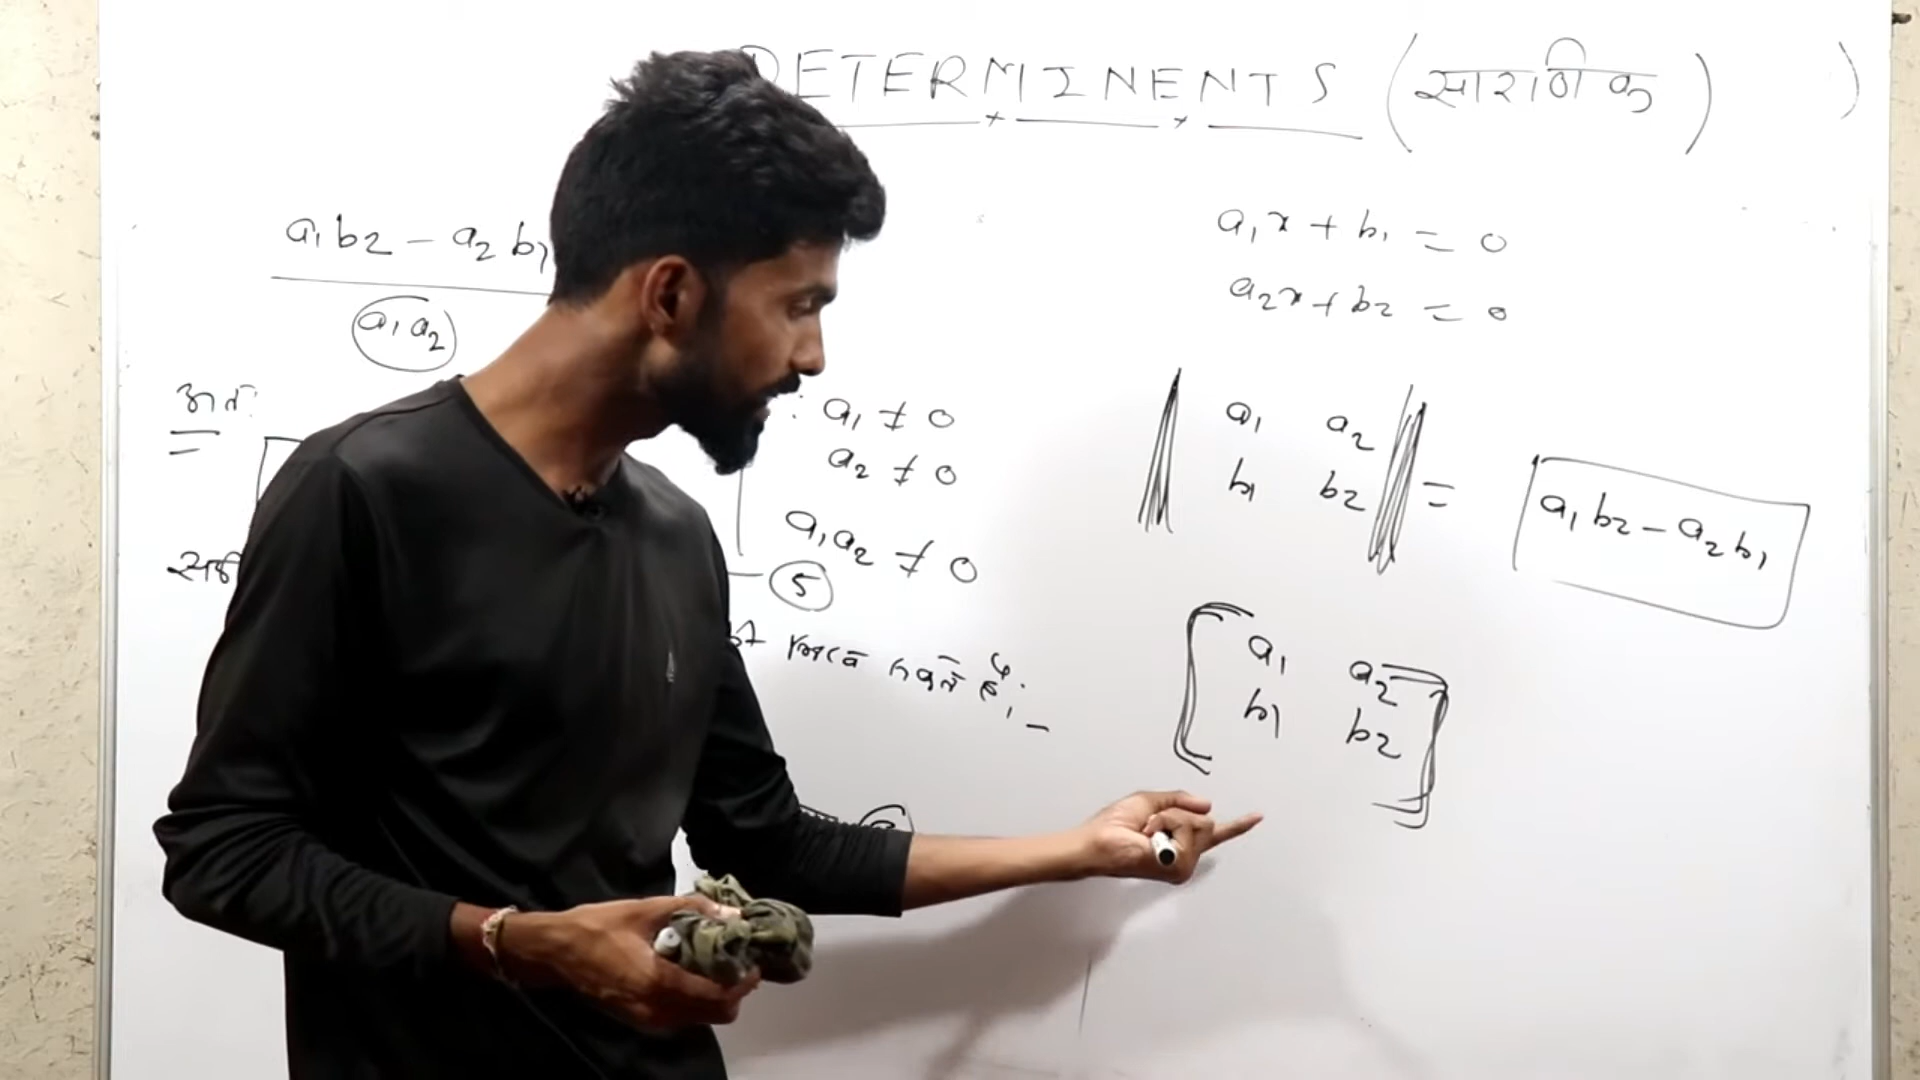 DETERMINENTS (सारणिक) )
a₁b₂ - a₂b₁
a₁a₂
अतः
: a₁ ≠ 0
a₂ ≠ 0
a₁a₂ ≠ 0
5
a₁x + b₁ = 0
a₂x + b₂ = 0
| a₁ a₂ |
| b₁ b₂ | = a₁b₂ - a₂b₁
[ a₁ a₂
b₁ b₂ ]